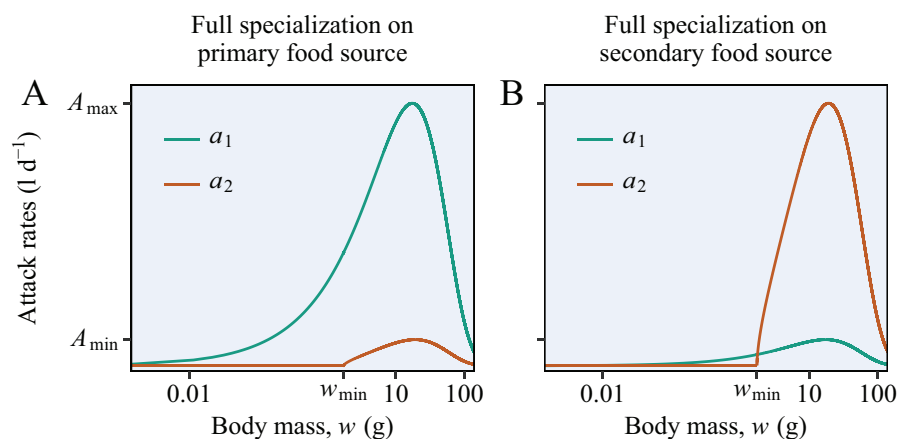 Full specialization on
primary food source
Full specialization on
secondary food source
A
B
A max
A min
Attack rates (l d⁻¹)
a₁
a₂
a₁
a₂
0.01
w min
10
100
0.01
w min
10
100
Body mass, w (g)
Body mass, w (g)